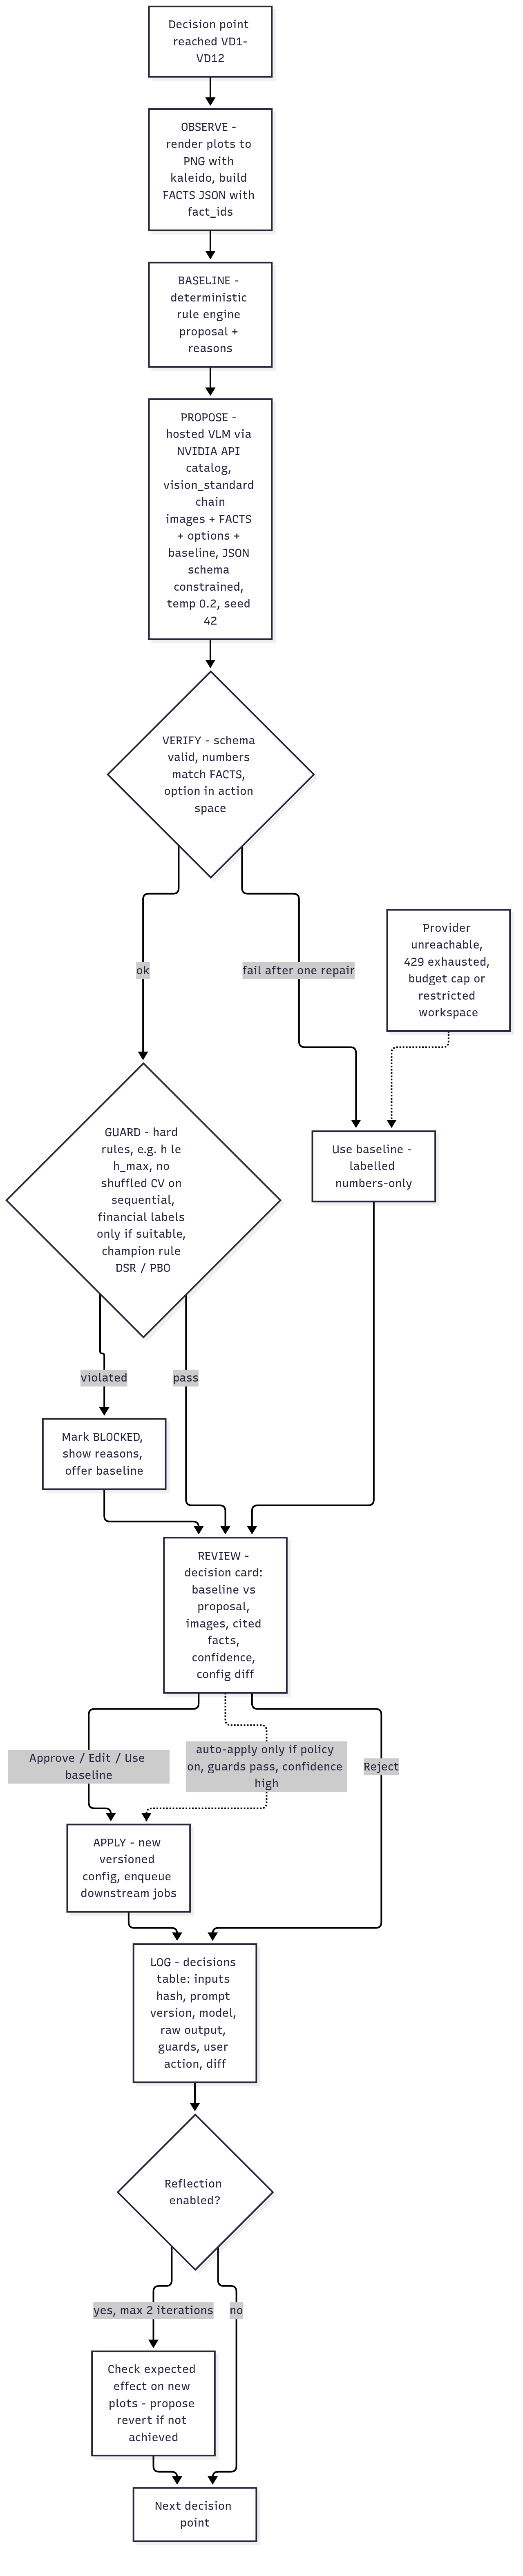 Decision point
reached VD1-
VD12
OBSERVE -
render plots to
PNG with
kaleido, build
FACTS JSON with
fact_ids
BASELINE -
deterministic
rule engine
proposal +
reasons
PROPOSE -
hosted VLM via
NVIDIA API
catalog,
vision_standard
chain
images + FACTS
+ options +
baseline, JSON
schema
constrained,
temp 0.2, seed
42
VERIFY - schema
valid, numbers
match FACTS,
option in action
space
Provider
unreachable,
429 exhausted,
budget cap or
restricted
workspace
ok
fail after one repair
GUARD - hard
rules, e.g. h le
h_max, no
shuffled CV on
sequential,
financial labels
only if suitable,
champion rule
DSR / PBO
Use baseline -
labelled
numbers-only
violated
pass
Mark BLOCKED,
show reasons,
offer baseline
REVIEW -
decision card:
baseline vs
proposal,
images, cited
facts,
confidence,
config diff
Approve / Edit / Use
baseline
auto-apply only if policy
on, guards pass, confidence
high
Reject
APPLY - new
versioned
config, enqueue
downstream jobs
LOG - decisions
table: inputs
hash, prompt
version, model,
raw output,
guards, user
action, diff
Reflection
enabled?
yes, max 2 iterations
no
Check expected
effect on new
plots - propose
revert if not
achieved
Next decision
point